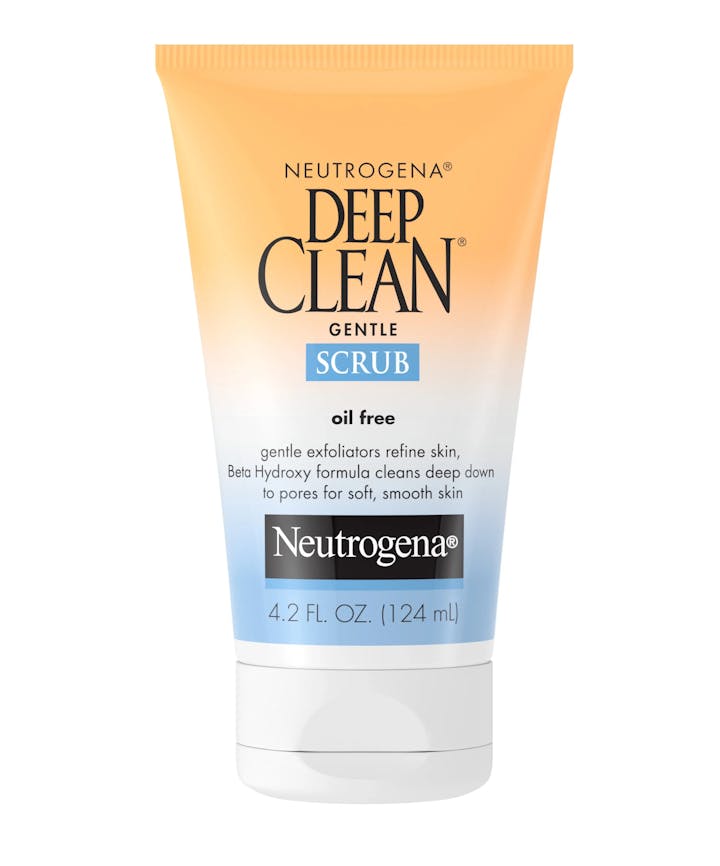 NEUTROGENA®
DEEP
CLEAN®
GENTLE
SCRUB
oil free
gentle exfoliators refine skin,
Beta Hydroxy formula cleans deep down
to pores for soft, smooth skin
Neutrogena®
4.2 FL. OZ. (124 mL)